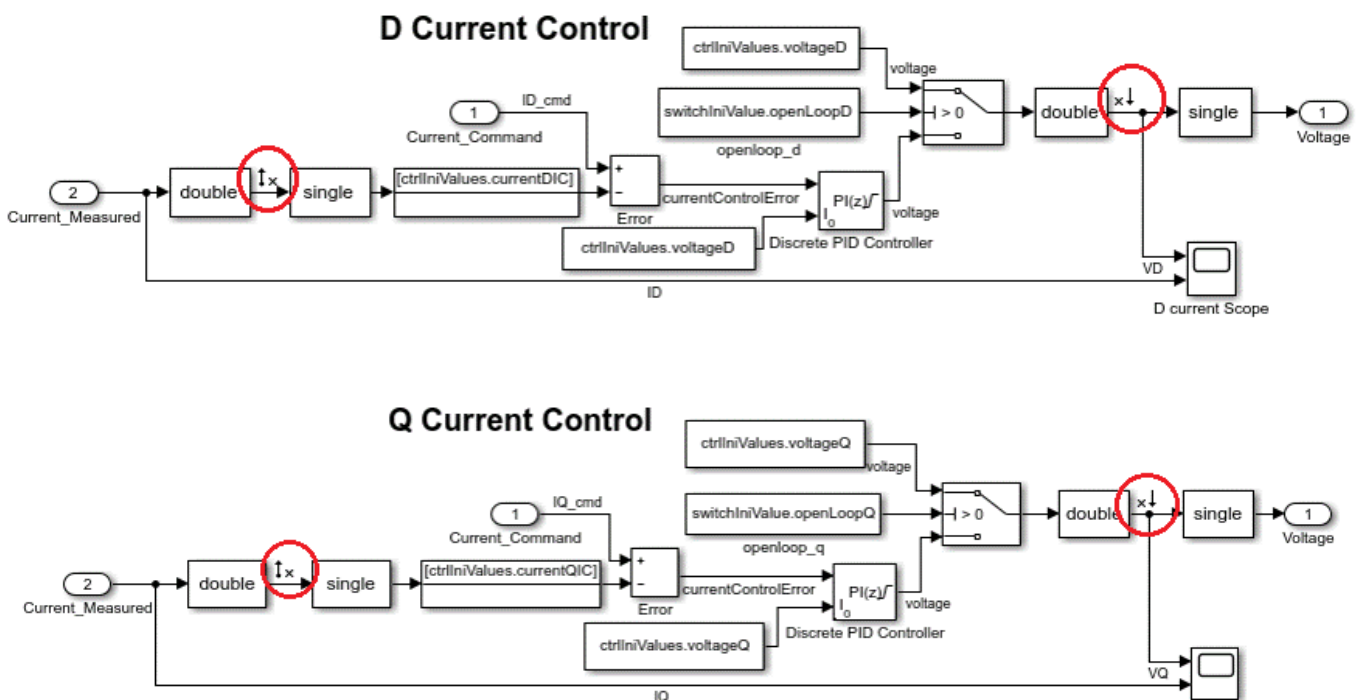 D Current Control
ctrlIniValues.voltageD
voltage
ID_cmd
1
Current_Command
switchIniValue.openLoopD
openloop_d
> 0
double
single
1
Voltage
2
Current_Measured
double
single
[ctrlIniValues.currentDIC]
+
−
Error
currentControlError
PI(z)
I0
voltage
Discrete PID Controller
ctrlIniValues.voltageD
VD
ID
D current Scope
Q Current Control
ctrlIniValues.voltageQ
voltage
IQ_cmd
1
Current_Command
switchIniValue.openLoopQ
openloop_q
> 0
double
single
1
Voltage
2
Current_Measured
double
single
[ctrlIniValues.currentQIC]
+
−
Error
currentControlError
PI(z)
I0
voltage
Discrete PID Controller
ctrlIniValues.voltageQ
VQ
IQ